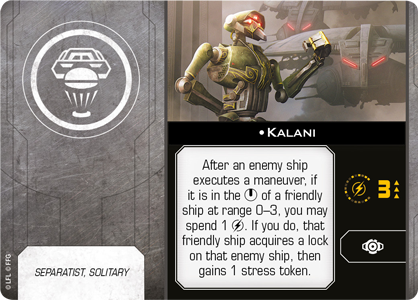 • KALANI
After an enemy ship
executes a maneuver, if
it is in the of a friendly
ship at range 0–3, you may
spend 1 . If you do, that
friendly ship acquires a lock
on that enemy ship, then
gains 1 stress token.
3
SEPARATIST, SOLITARY
© LFL © FFG